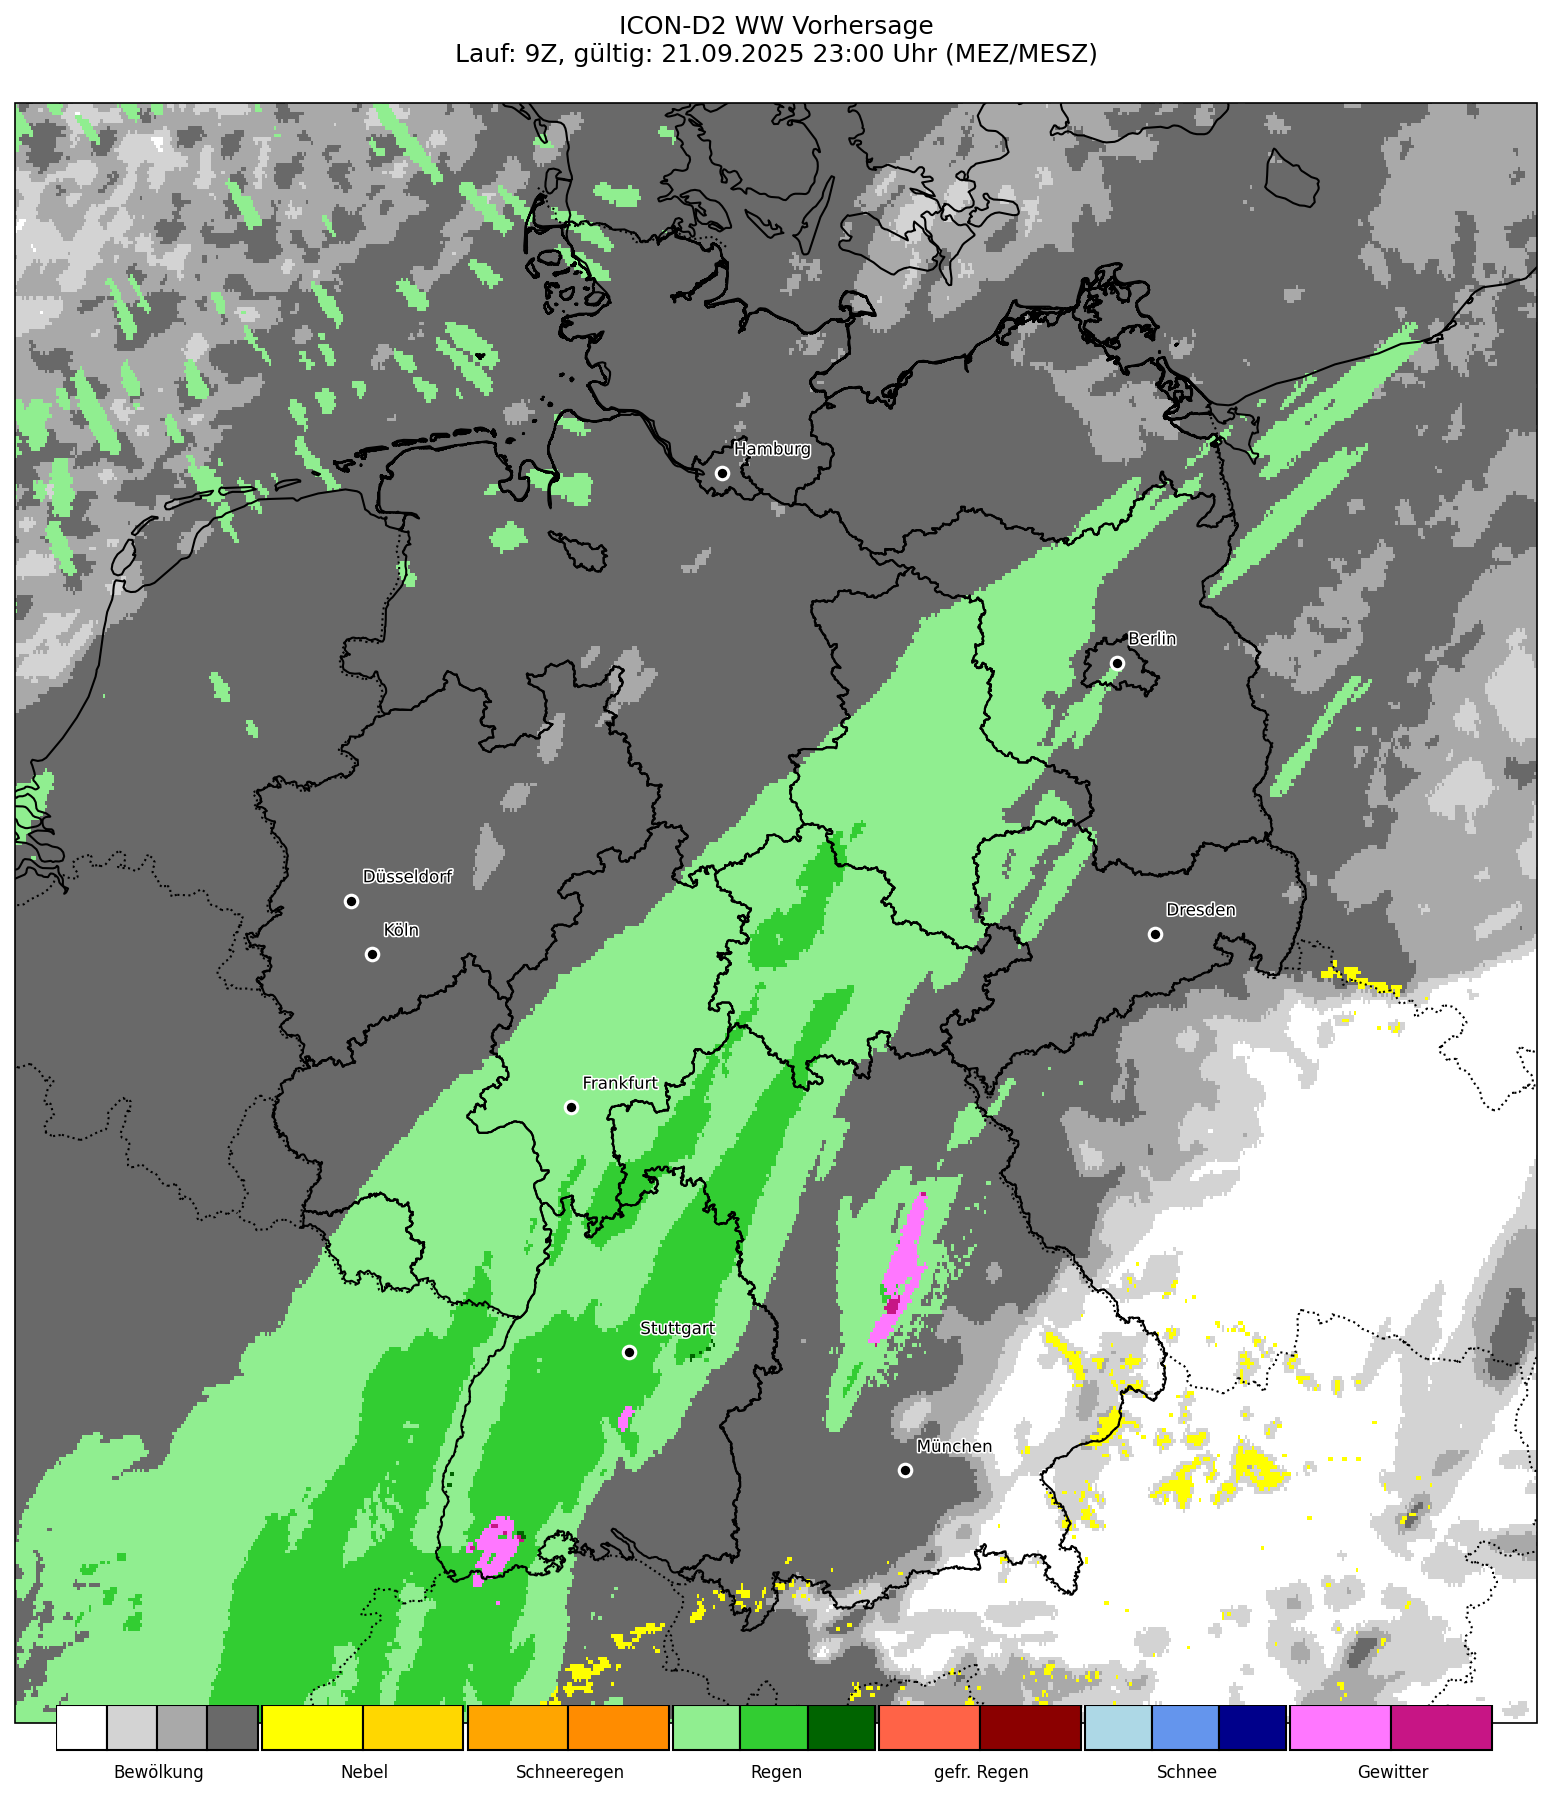 ICON-D2 WW Vorhersage
Lauf: 9Z, gültig: 21.09.2025 23:00 Uhr (MEZ/MESZ)
Hamburg
Berlin
Düsseldorf
Köln
Dresden
Frankfurt
Stuttgart
München
Bewölkung
Nebel
Schneeregen
Regen
gefr. Regen
Schnee
Gewitter